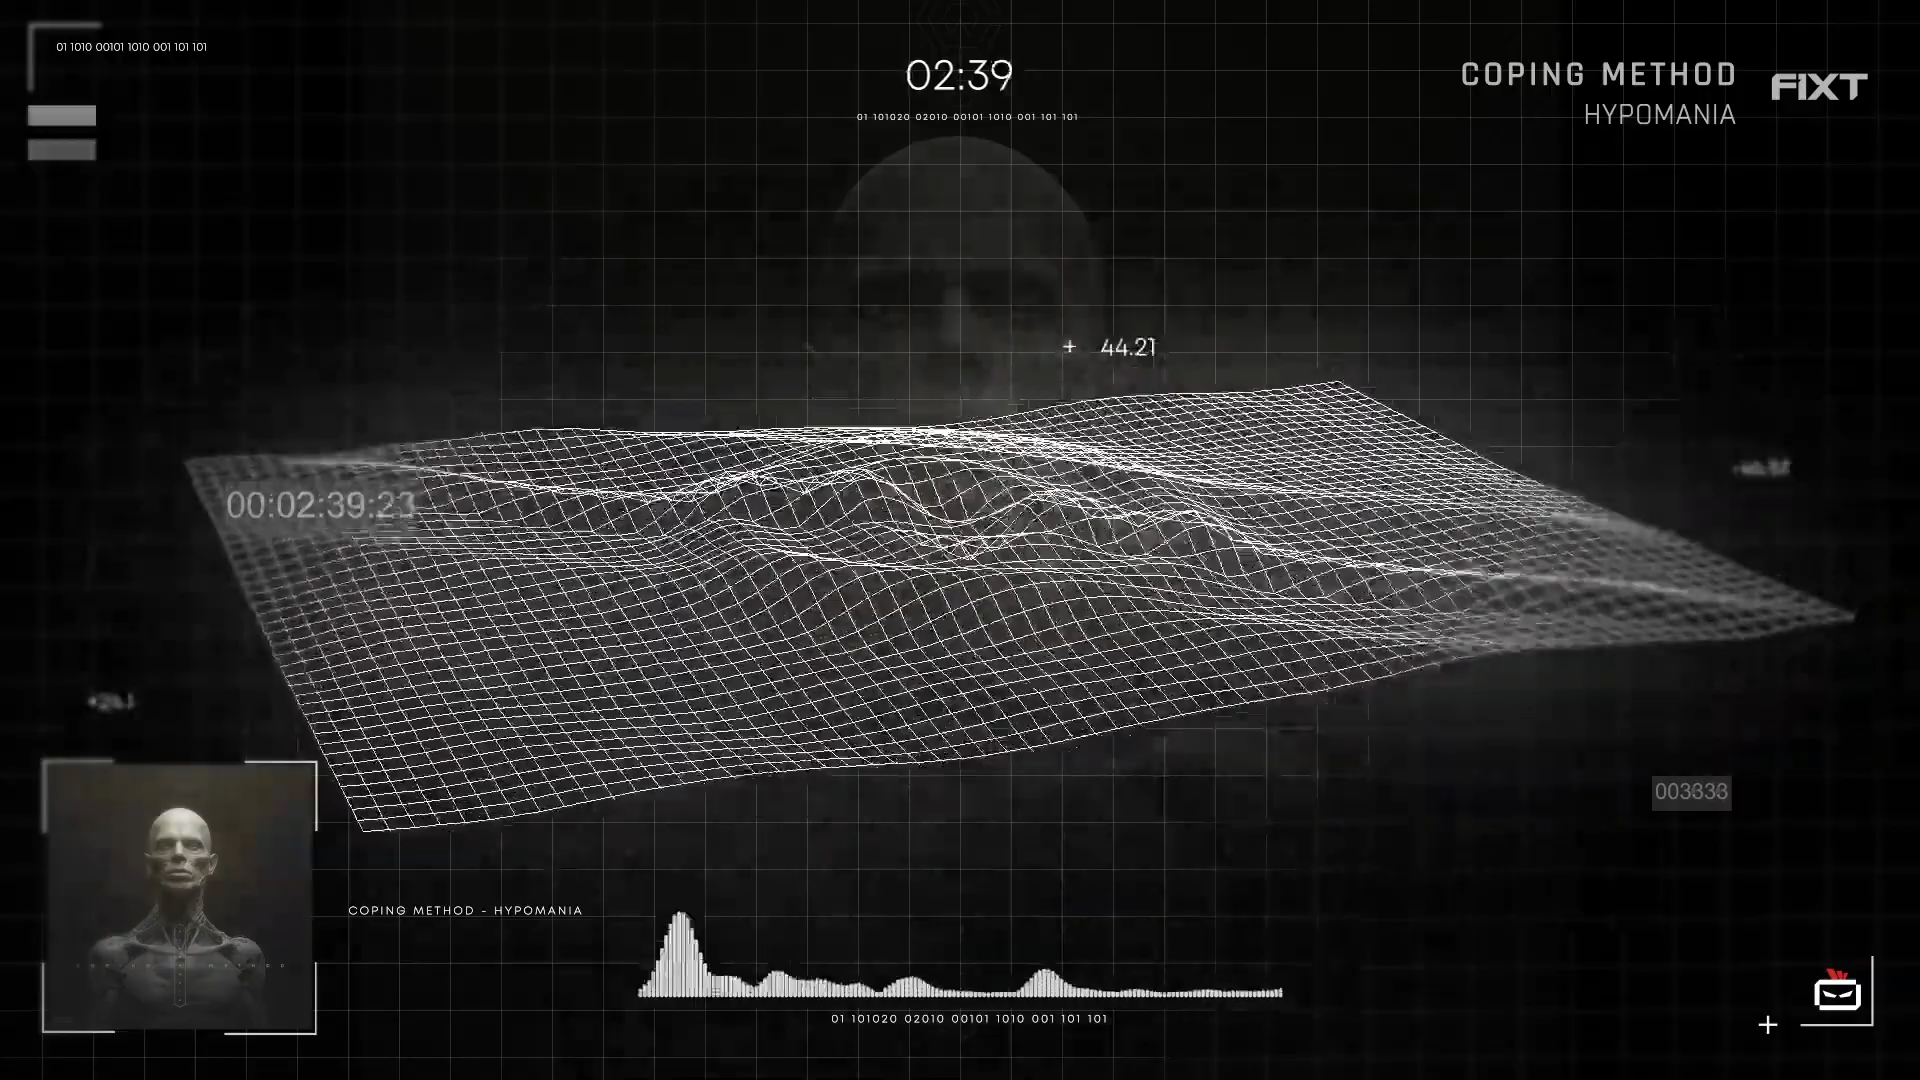 01 1010 00101 1010 001 101 101
02:39
01 101020 02010 00101 1010 001 101 101
COPING METHOD
HYPOMANIA
FIXT
+ 44.21
00:02:39:23
003838
COPING METHOD - HYPOMANIA
01 101020 02010 00101 1010 001 101 101
+